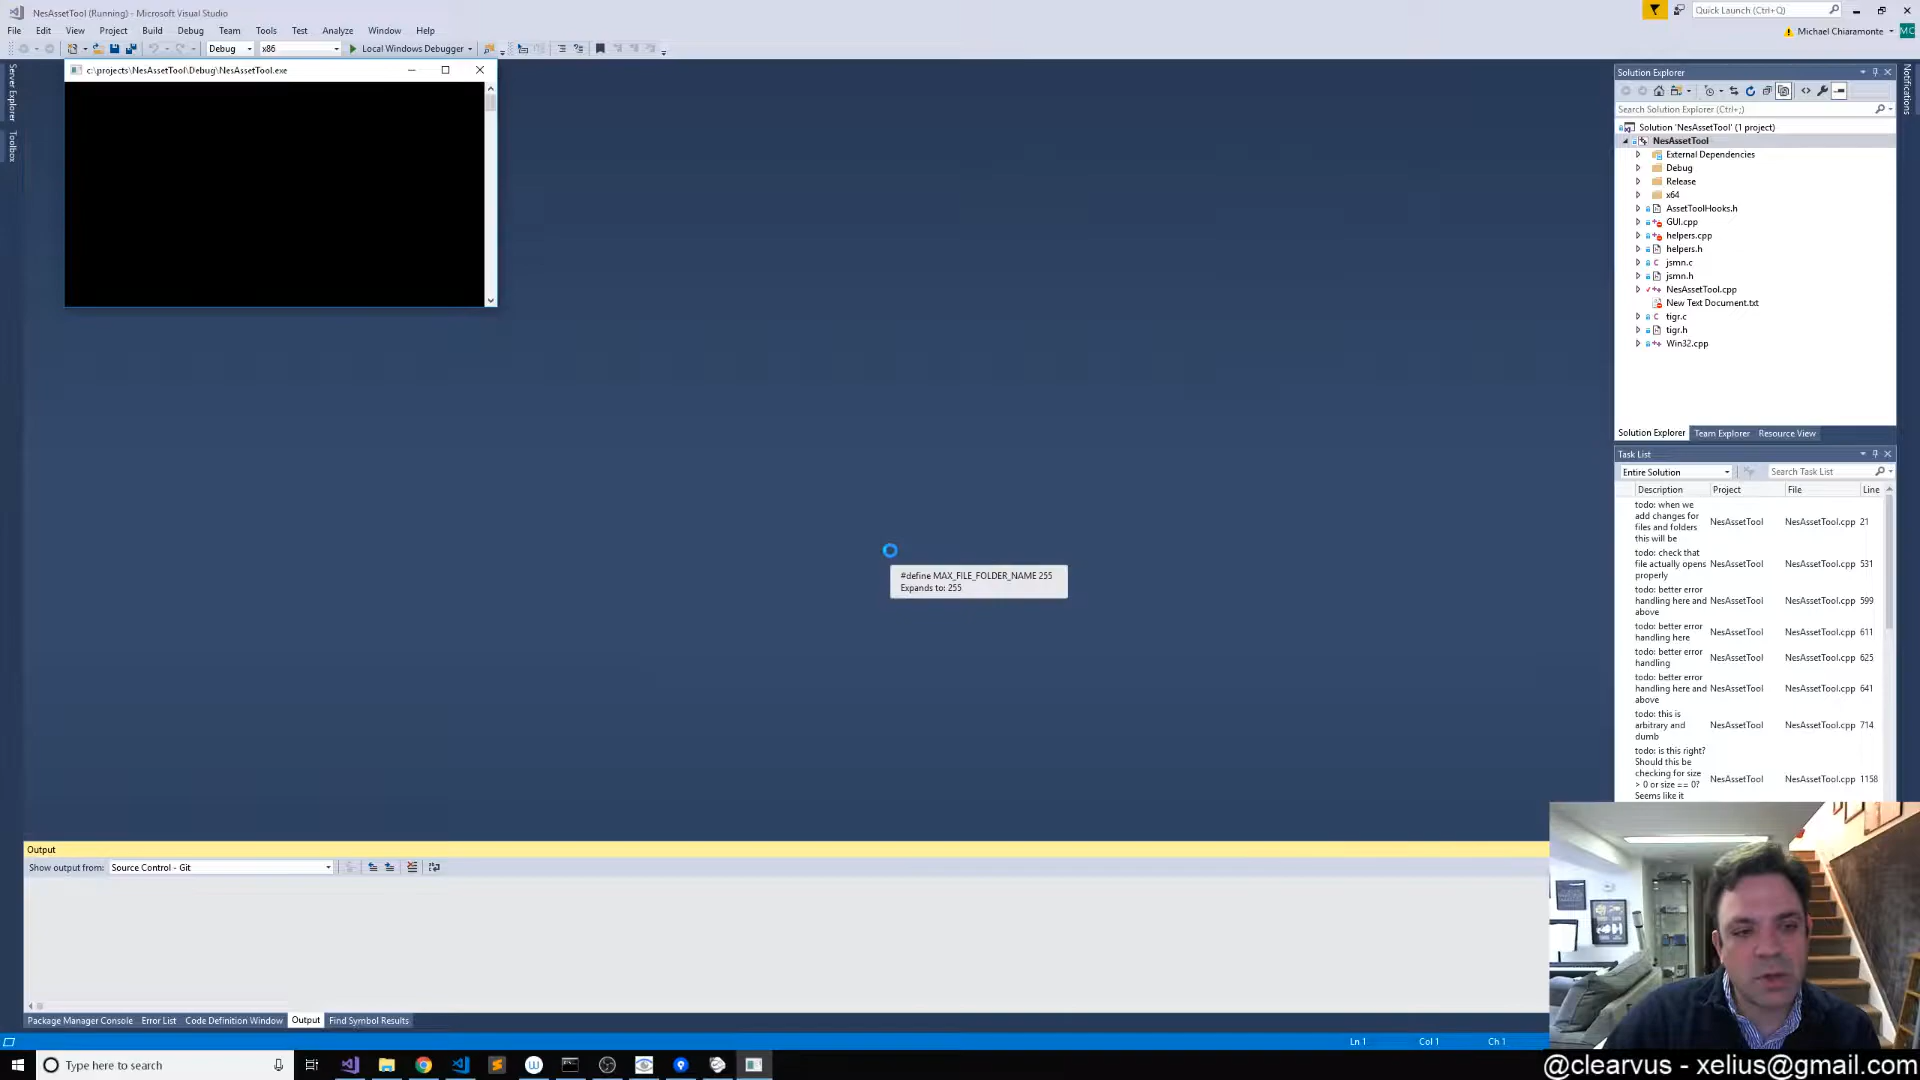 NesAssetTool (Running) - Microsoft Visual Studio
Quick Launch (Ctrl+Q)
File Edit View Project Build Debug Team Tools Test Analyze Window Help
Michael Chiaramonte
MC
Debug x86 Local Windows Debugger
Server Explorer
Toolbox
Notifications
c:\projects\NesAssetTool\Debug\NesAssetTool.exe
Solution Explorer
Search Solution Explorer (Ctrl+;)
Solution 'NesAssetTool' (1 project)
NesAssetTool
External Dependencies
Debug
Release
x64
AssetToolHooks.h
GUI.cpp
helpers.cpp
helpers.h
jsmn.c
jsmn.h
NesAssetTool.cpp
New Text Document.txt
tigr.c
tigr.h
Win32.cpp
Solution Explorer Team Explorer Resource View
Task List
Entire Solution
Search Task List
Description Project File Line
todo: when we
add changes for
files and folders
this will be
NesAssetTool NesAssetTool.cpp 21
todo: check that
file actually opens
properly
NesAssetTool NesAssetTool.cpp 531
todo: better error
handling here and
above
NesAssetTool NesAssetTool.cpp 599
todo: better error
handling here
NesAssetTool NesAssetTool.cpp 611
todo: better error
handling
NesAssetTool NesAssetTool.cpp 625
todo: better error
handling here and
above
NesAssetTool NesAssetTool.cpp 641
todo: this is
arbitrary and
dumb
NesAssetTool NesAssetTool.cpp 714
todo: is this right?
Should this be
checking for size
> 0 or size == 0?
Seems like it
NesAssetTool NesAssetTool.cpp 1158
#define MAX_FILE_FOLDER_NAME 255
Expands to: 255
Output
Show output from: Source Control - Git
Package Manager Console Error List Code Definition Window Output Find Symbol Results
Ln 1 Col 1 Ch 1
Type here to search
@clearvus - xelius@gmail.com